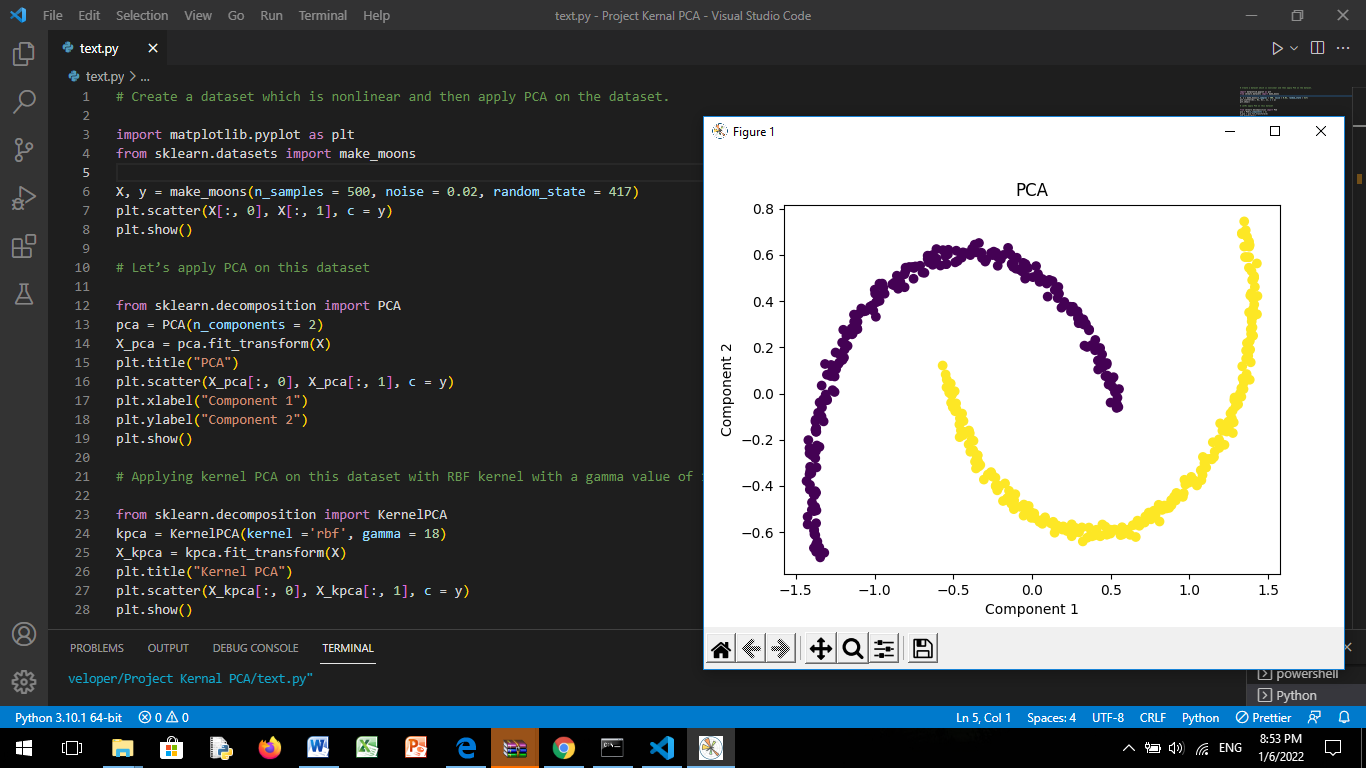 File Edit Selection View Go Run Terminal Help
text.py - Project Kernal PCA - Visual Studio Code
text.py
text.py > ...
1 # Create a dataset which is nonlinear and then apply PCA on the dataset.
2
3 import matplotlib.pyplot as plt
4 from sklearn.datasets import make_moons
5
6 X, y = make_moons(n_samples = 500, noise = 0.02, random_state = 417)
7 plt.scatter(X[:, 0], X[:, 1], c = y)
8 plt.show()
9
10 # Let’s apply PCA on this dataset
11
12 from sklearn.decomposition import PCA
13 pca = PCA(n_components = 2)
14 X_pca = pca.fit_transform(X)
15 plt.title("PCA")
16 plt.scatter(X_pca[:, 0], X_pca[:, 1], c = y)
17 plt.xlabel("Component 1")
18 plt.ylabel("Component 2")
19 plt.show()
20
21 # Applying kernel PCA on this dataset with RBF kernel with a gamma value of
22
23 from sklearn.decomposition import KernelPCA
24 kpca = KernelPCA(kernel ='rbf', gamma = 18)
25 X_kpca = kpca.fit_transform(X)
26 plt.title("Kernel PCA")
27 plt.scatter(X_kpca[:, 0], X_kpca[:, 1], c = y)
28 plt.show()
Figure 1
PCA
Component 2
0.8
0.6
0.4
0.2
0.0
−0.2
−0.4
−0.6
−1.5 −1.0 −0.5 0.0 0.5 1.0 1.5
Component 1
PROBLEMS OUTPUT DEBUG CONSOLE TERMINAL
veloper/Project Kernal PCA/text.py"
powershell
Python
Python 3.10.1 64-bit 0 0
Ln 5, Col 1 Spaces: 4 UTF-8 CRLF Python Prettier
ENG
8:53 PM
1/6/2022